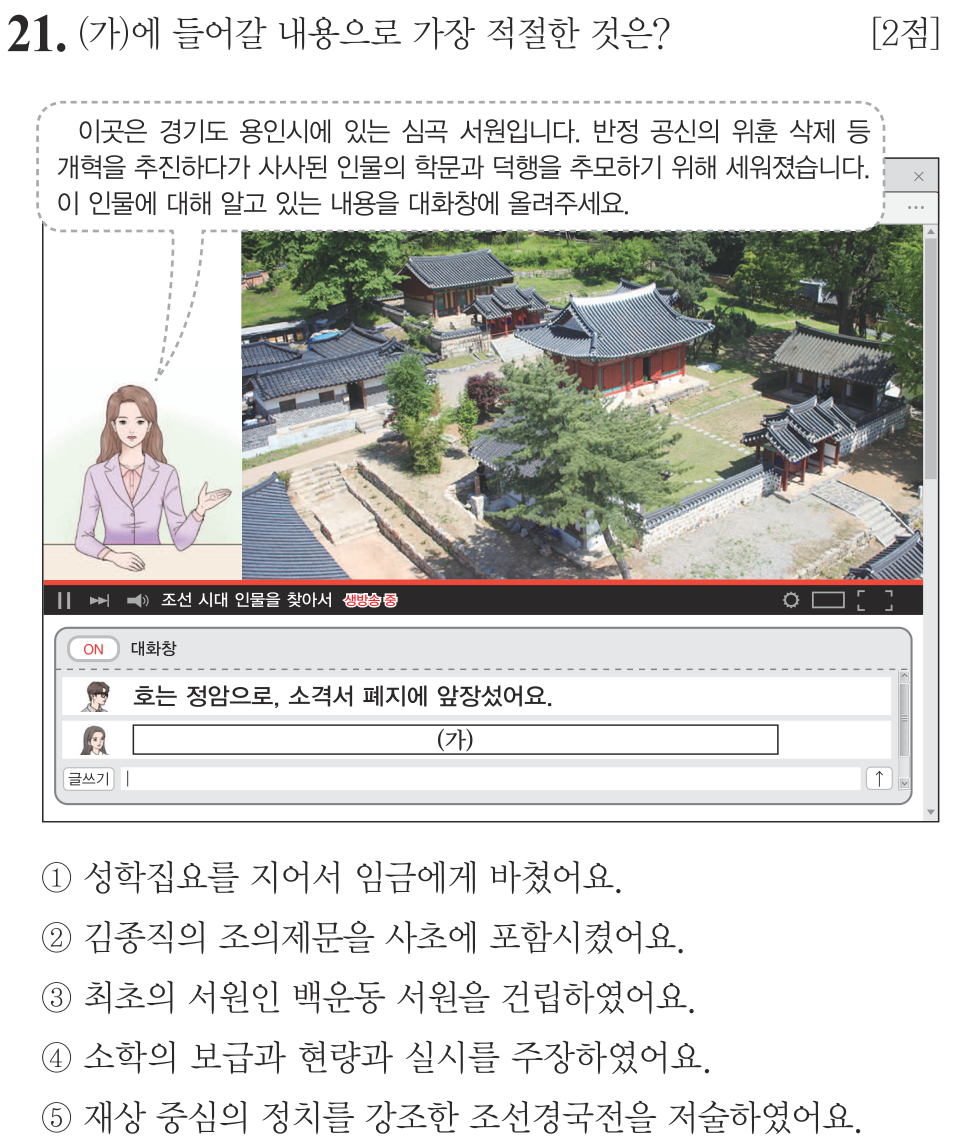 21. (가)에 들어갈 내용으로 가장 적절한 것은? [2점]
이곳은 경기도 용인시에 있는 심곡 서원입니다. 반정 공신의 위훈 삭제 등
개혁을 추진하다가 사사된 인물의 학문과 덕행을 추모하기 위해 세워졌습니다.
이 인물에 대해 알고 있는 내용을 대화창에 올려주세요.
조선 시대 인물을 찾아서 생방송 중
ON 대화창
호는 정암으로, 소격서 폐지에 앞장섰어요.
(가)
글쓰기
① 성학집요를 지어서 임금에게 바쳤어요.
② 김종직의 조의제문을 사초에 포함시켰어요.
③ 최초의 서원인 백운동 서원을 건립하였어요.
④ 소학의 보급과 현량과 실시를 주장하였어요.
⑤ 재상 중심의 정치를 강조한 조선경국전을 저술하였어요.